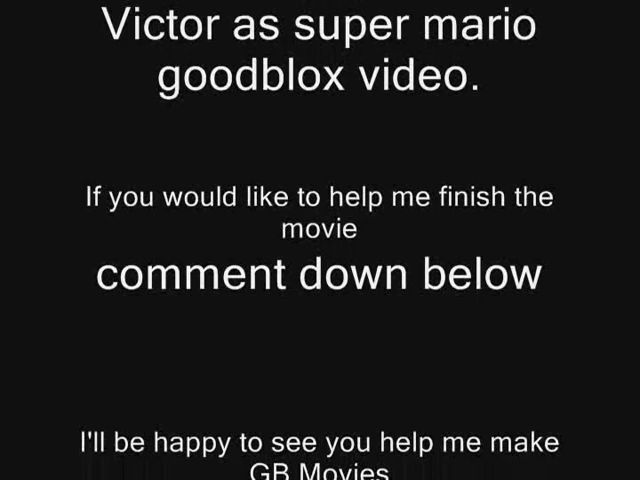 Victor as super mario
goodblox video.
If you would like to help me finish the
movie
comment down below
I'll be happy to see you help me make
GB Movies